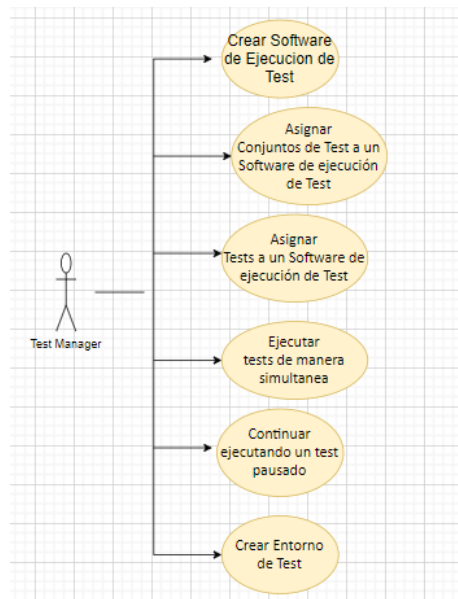 Crear Software
de Ejecucion de
Test
Asignar
Conjuntos de Test a un
Software de ejecución
de Test
Asignar
Tests a un Software de
ejecución de Test
Test Manager
Ejecutar
tests de manera
simultanea
Continuar
ejecutando un test
pausado
Crear Entorno
de Test